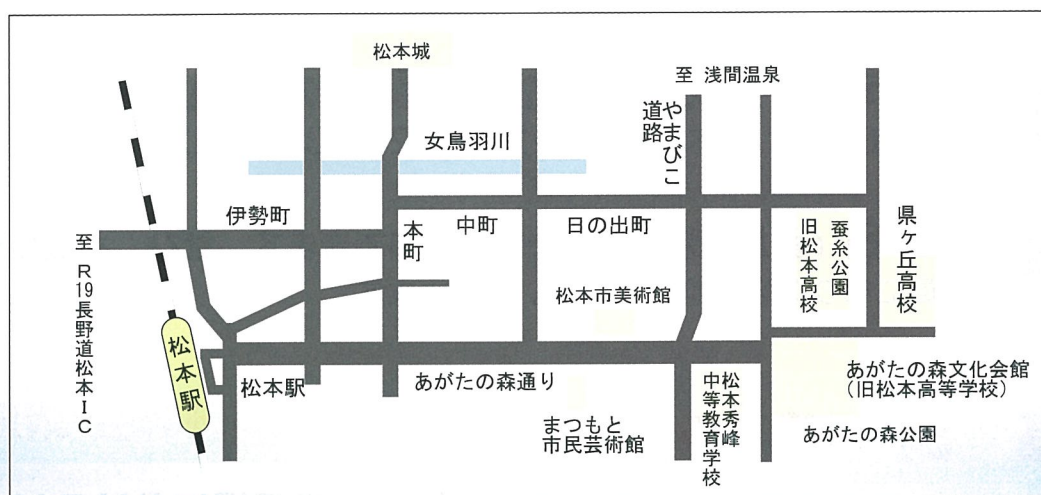 松本城
至 浅間温泉
やまびこ
道路
女鳥羽川
伊勢町
本町
中町
日の出町
旧松本高校
蚕糸公園
県ヶ丘高校
至 R19長野道松本IC
松本駅
松本駅
松本市美術館
あがたの森通り
まつもと
市民芸術館
松本秀峰
中等教育学校
あがたの森文化会館
(旧松本高等学校)
あがたの森公園